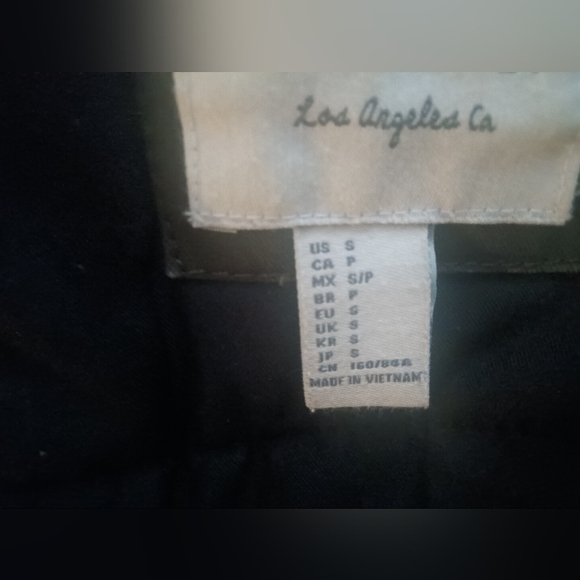 Los Angeles Ca
US S
CA P
MX S/P
BR P
EU S
UK S
KR S
JP S
CN 160/84A
MADE IN VIETNAM